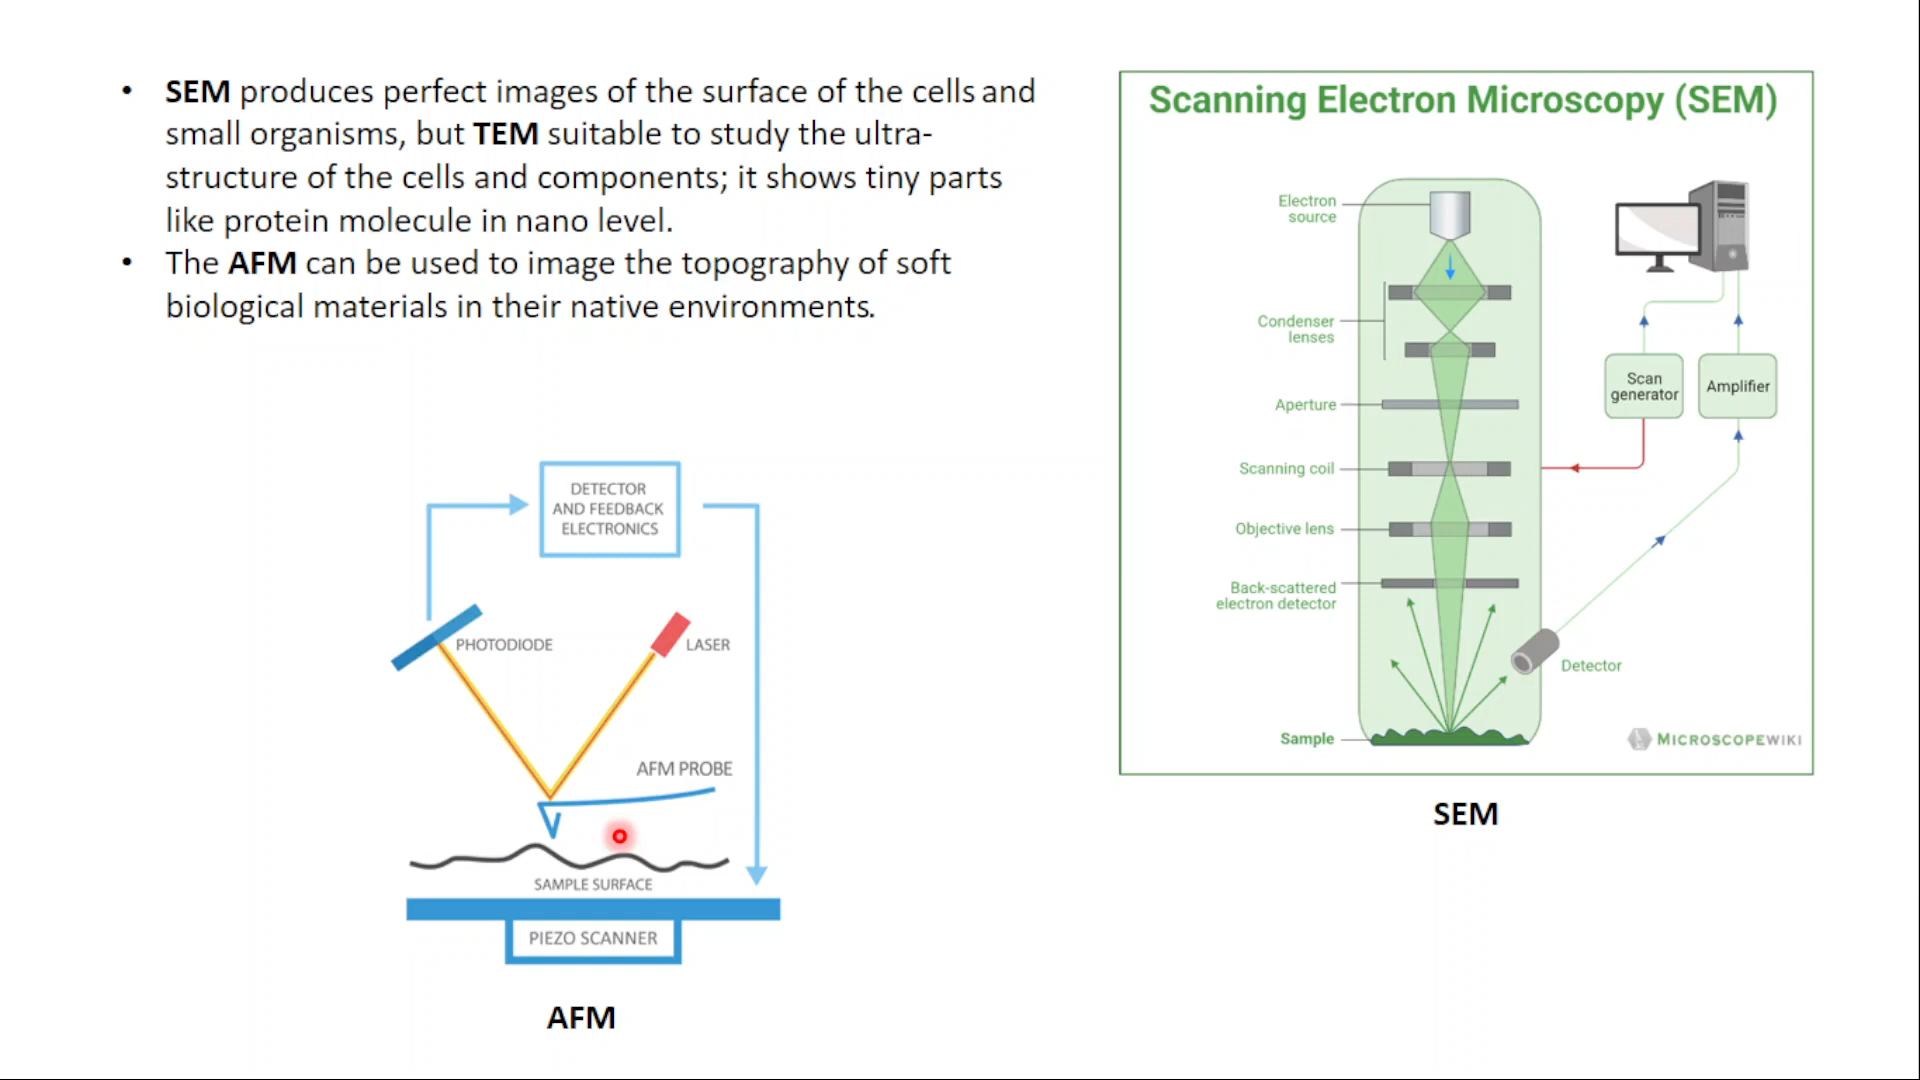 • SEM produces perfect images of the surface of the cells and
small organisms, but TEM suitable to study the ultra-
structure of the cells and components; it shows tiny parts
like protein molecule in nano level.
• The AFM can be used to image the topography of soft
biological materials in their native environments.
DETECTOR
AND FEEDBACK
ELECTRONICS
PHOTODIODE
LASER
AFM PROBE
SAMPLE SURFACE
PIEZO SCANNER
AFM
Scanning Electron Microscopy (SEM)
Electron
source
Condenser
lenses
Aperture
Scanning coil
Objective lens
Back-scattered
electron detector
Sample
Scan
generator
Amplifier
Detector
MICROSCOPEWIKI
SEM